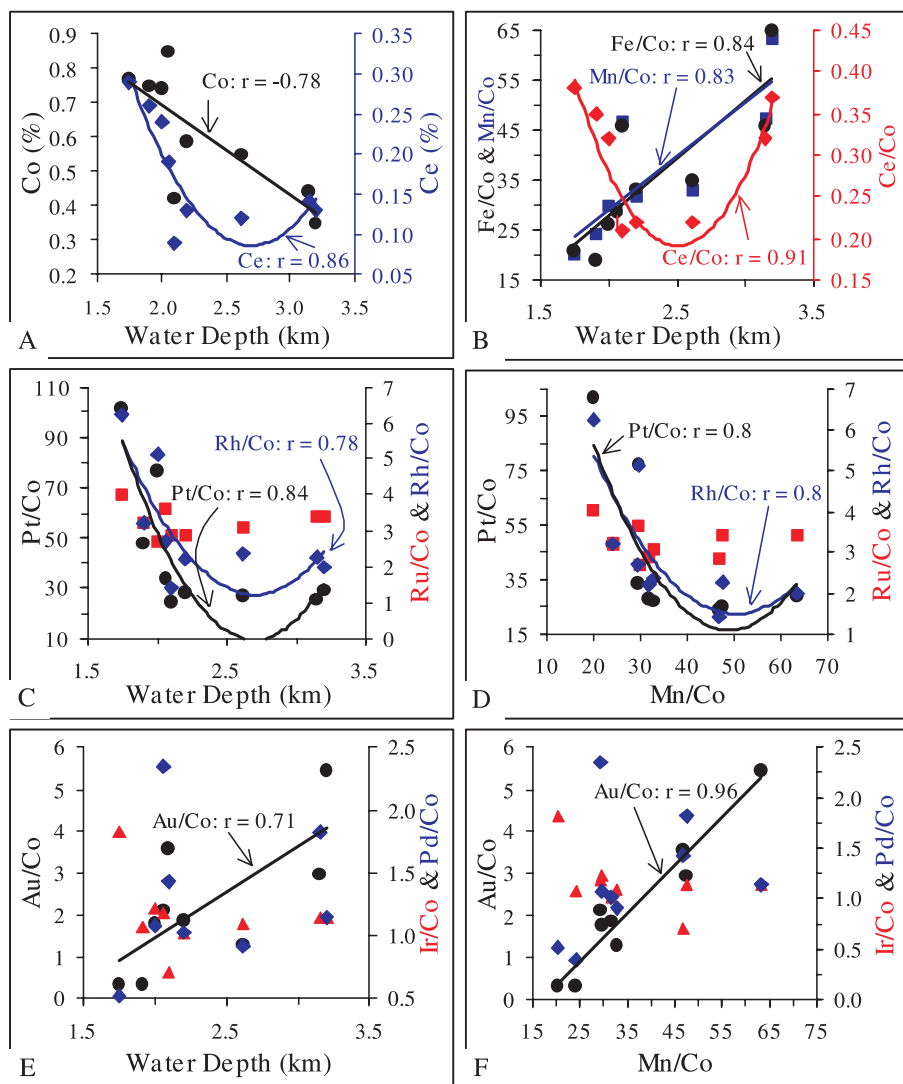 0.9
0.8
0.7
0.6
0.5
0.4
0.3
0.2
Co (%)
0.35
0.30
0.25
0.20
0.15
0.10
0.05
Ce (%)
Co: r = -0.78
Ce: r = 0.86
1.5 2.0 2.5 3.0 3.5
A Water Depth (km)
65
55
45
35
25
15
Fe/Co & Mn/Co
0.45
0.40
0.35
0.30
0.25
0.20
0.15
Ce/Co
Fe/Co: r = 0.84
Mn/Co: r = 0.83
Ce/Co: r = 0.91
1.5 2.5 3.5
B Water Depth (km)
110
90
70
50
30
10
Pt/Co
7
6
5
4
3
2
1
0
Ru/Co & Rh/Co
Rh/Co: r = 0.78
Pt/Co: r = 0.84
1.5 2.5 3.5
C Water Depth (km)
95
75
55
35
15
Pt/Co
7
6
5
4
3
2
1
Ru/Co & Rh/Co
Pt/Co: r = 0.8
Rh/Co: r = 0.8
10 20 30 40 50 60 70
D Mn/Co
6
5
4
3
2
1
0
Au/Co
2.5
2.0
1.5
1.0
0.5
Ir/Co & Pd/Co
Au/Co: r = 0.71
1.5 2.0 2.5 3.0 3.5
E Water Depth (km)
6
5
4
3
2
1
0
Au/Co
2.5
2.0
1.5
1.0
0.5
0.0
Ir/Co & Pd/Co
Au/Co: r = 0.96
15 25 35 45 55 65 75
F Mn/Co